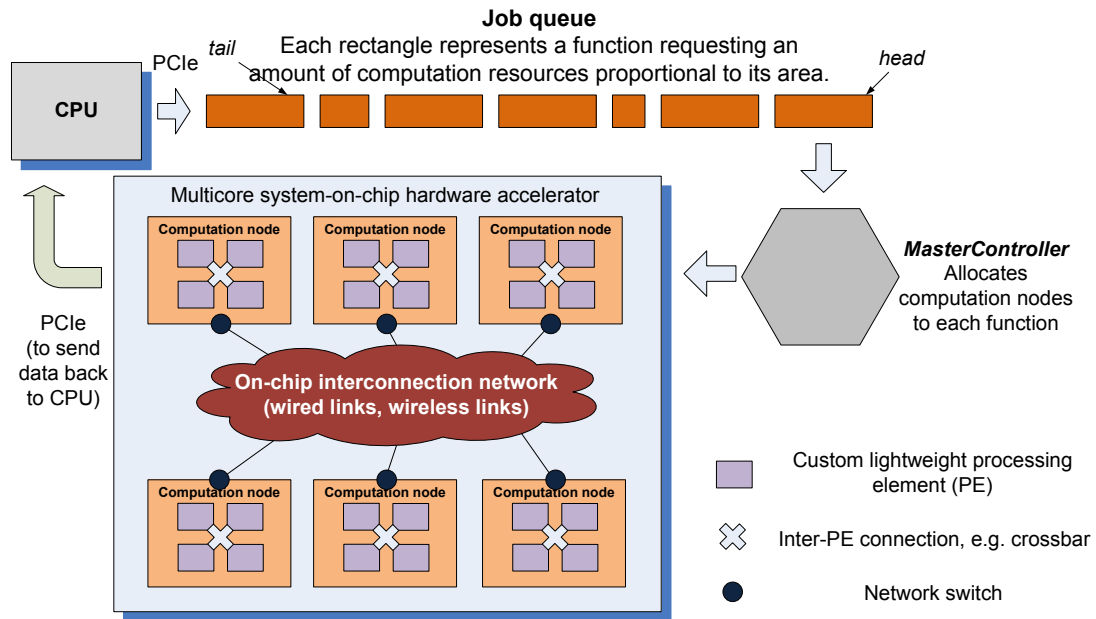 Job queue
Each rectangle represents a function requesting an
amount of computation resources proportional to its area.
tail
head
PCIe
CPU
Multicore system-on-chip hardware accelerator
Computation node
Computation node
Computation node
MasterController
Allocates
computation nodes
to each function
PCIe
(to send
data back
to CPU)
On-chip interconnection network
(wired links, wireless links)
Computation node
Computation node
Computation node
Custom lightweight processing
element (PE)
Inter-PE connection, e.g. crossbar
Network switch